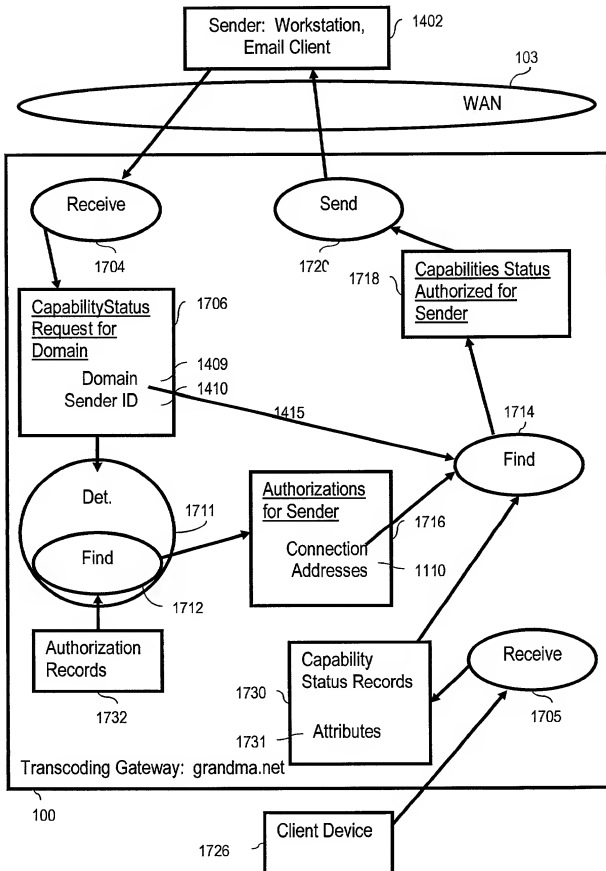 Sender: Workstation,
Email Client
1402
103
WAN
Receive
1704
Send
1720
Capabilities Status
Authorized for
Sender
1718
CapabilityStatus
Request for
Domain
Domain
Sender ID
1706
1409
1410
1415
1714
Find
Det.
1711
Find
1712
Authorizations
for Sender
Connection
Addresses
1716
1110
Authorization
Records
1732
Capability
Status Records
Attributes
1730
1731
Receive
1705
Transcoding Gateway: grandma.net
100
Client Device
1726